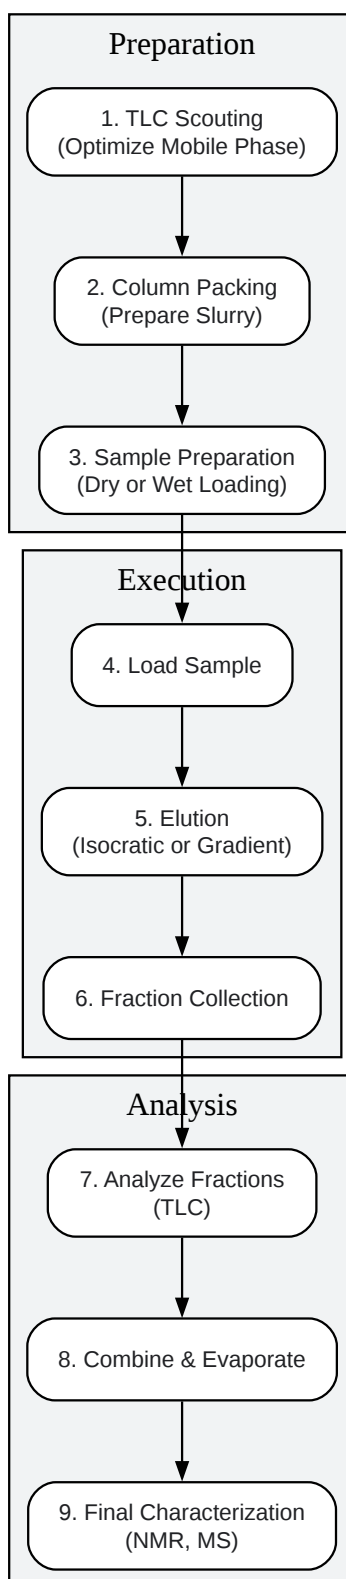 Preparation
1. TLC Scouting
(Optimize Mobile Phase)
2. Column Packing
(Prepare Slurry)
3. Sample Preparation
(Dry or Wet Loading)
Execution
4. Load Sample
5. Elution
(Isocratic or Gradient)
6. Fraction Collection
Analysis
7. Analyze Fractions
(TLC)
8. Combine & Evaporate
9. Final Characterization
(NMR, MS)